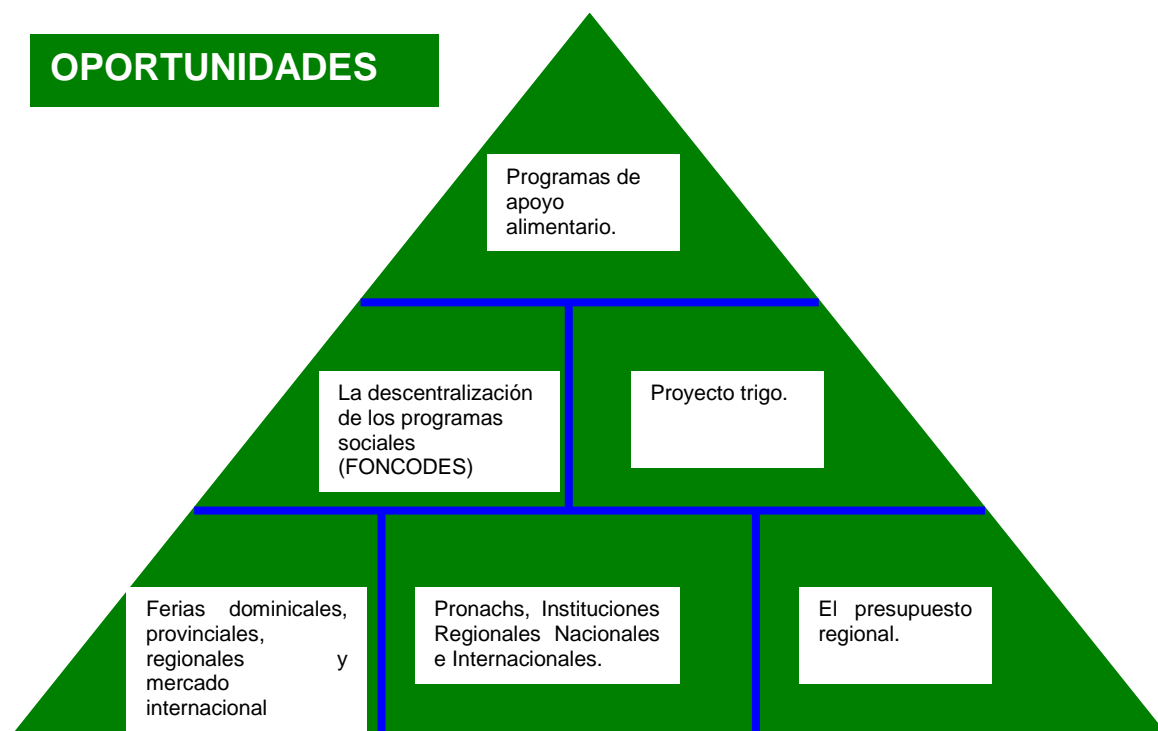 OPORTUNIDADES
Programas de
apoyo
alimentario.
La descentralización
de los programas
sociales
(FONCODES)
Proyecto trigo.
Ferias dominicales,
provinciales,
regionales y
mercado
internacional
Pronachs, Instituciones
Regionales Nacionales
e Internacionales.
El presupuesto
regional.